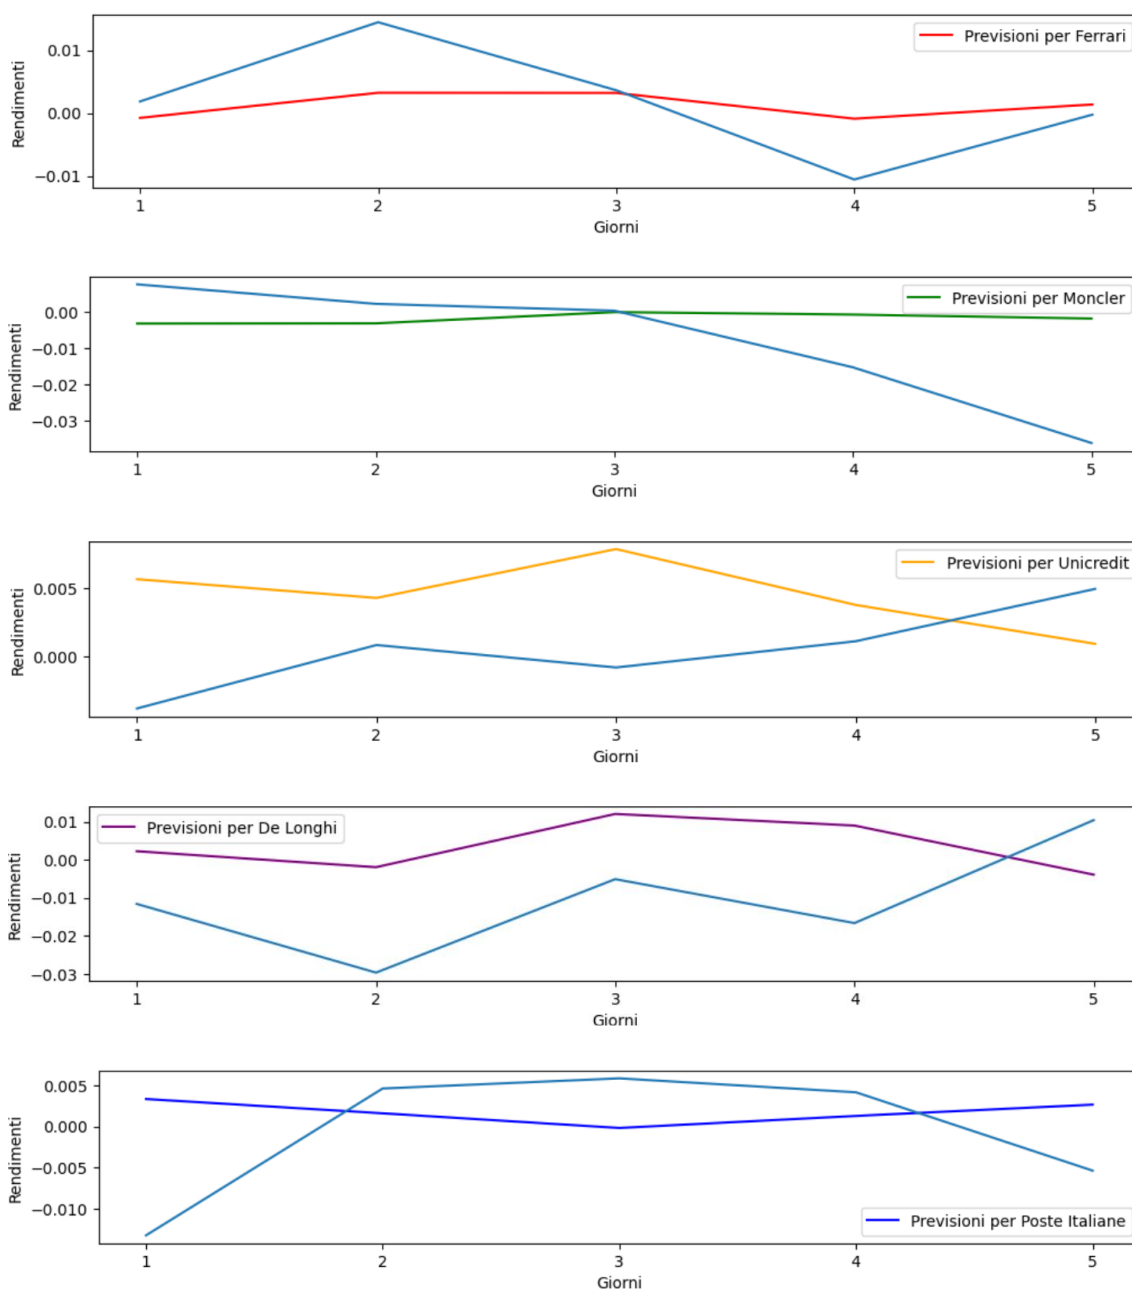 Previsioni per Ferrari
0.01
0.00
−0.01
Rendimenti
1 2 3 4 5
Giorni
Previsioni per Moncler
0.00
−0.01
−0.02
−0.03
Rendimenti
1 2 3 4 5
Giorni
Previsioni per Unicredit
0.005
0.000
Rendimenti
1 2 3 4 5
Giorni
Previsioni per De Longhi
0.01
0.00
−0.01
−0.02
−0.03
Rendimenti
1 2 3 4 5
Giorni
0.005
0.000
−0.005
−0.010
Rendimenti
Previsioni per Poste Italiane
1 2 3 4 5
Giorni